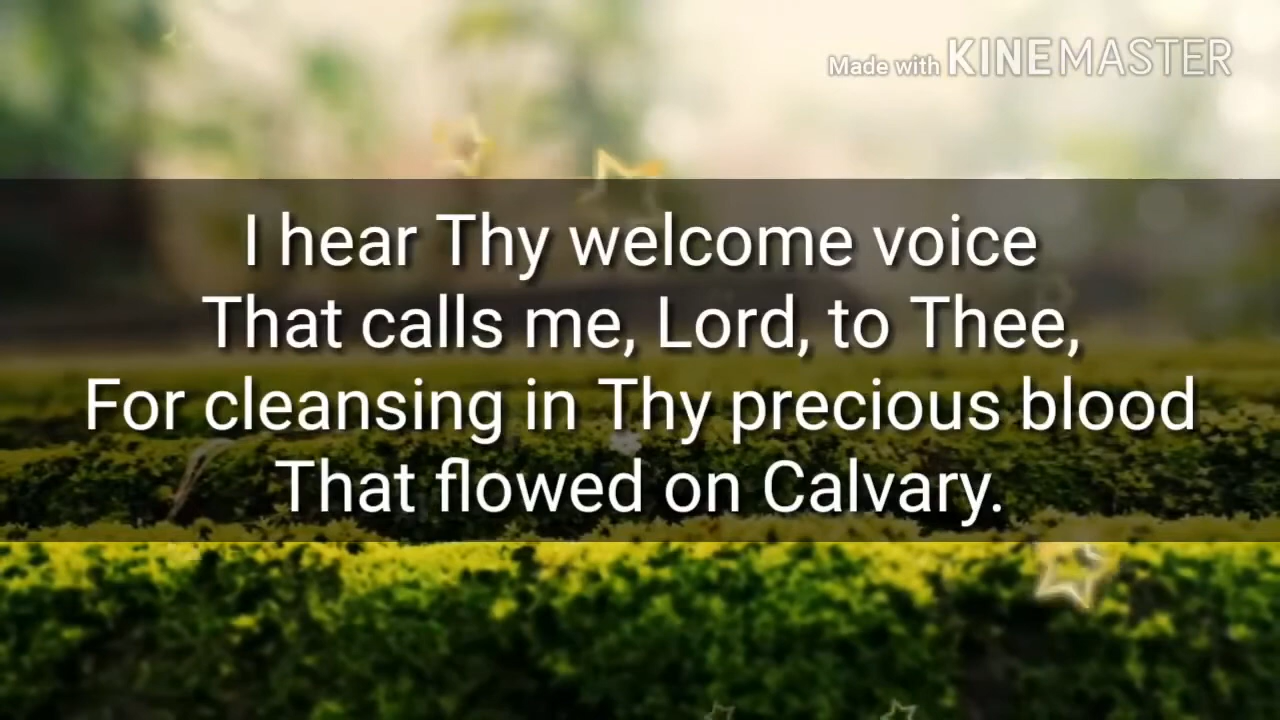 Made with KINEMASTER
I hear Thy welcome voice
That calls me, Lord, to Thee,
For cleansing in Thy precious blood
That flowed on Calvary.